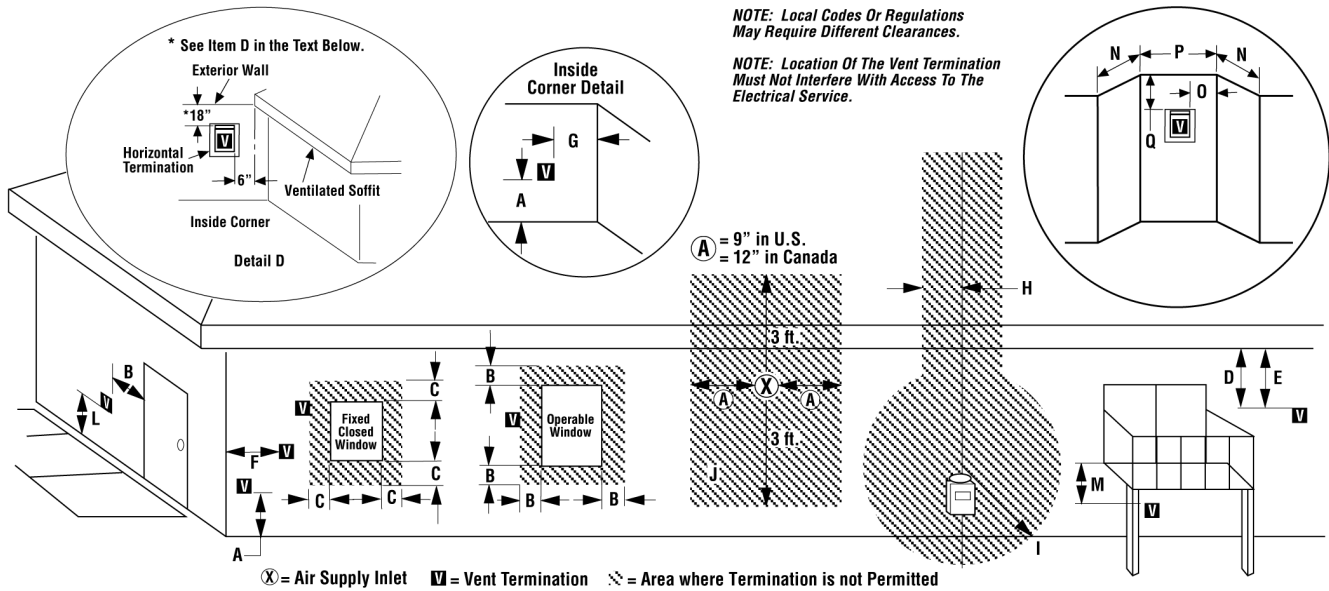 * See Item D in the Text Below.
Exterior Wall
*18”
V
Horizontal
Termination
6”
Ventilated Soffit
Inside Corner
Detail D
Inside
Corner Detail
G
V
A
NOTE: Local Codes Or Regulations
May Require Different Clearances.
NOTE: Location Of The Vent Termination
Must Not Interfere With Access To The
Electrical Service.
N P N
O
V
Q
A = 9” in U.S.
= 12” in Canada
H
3 ft.
X
A A
3 ft.
J
I
B
V
L
F V
V
A
C
V
Fixed
Closed
Window
C
C C
B
V
Operable
Window
B
B B
D E
V
M
V
X = Air Supply Inlet V = Vent Termination = Area where Termination is not Permitted